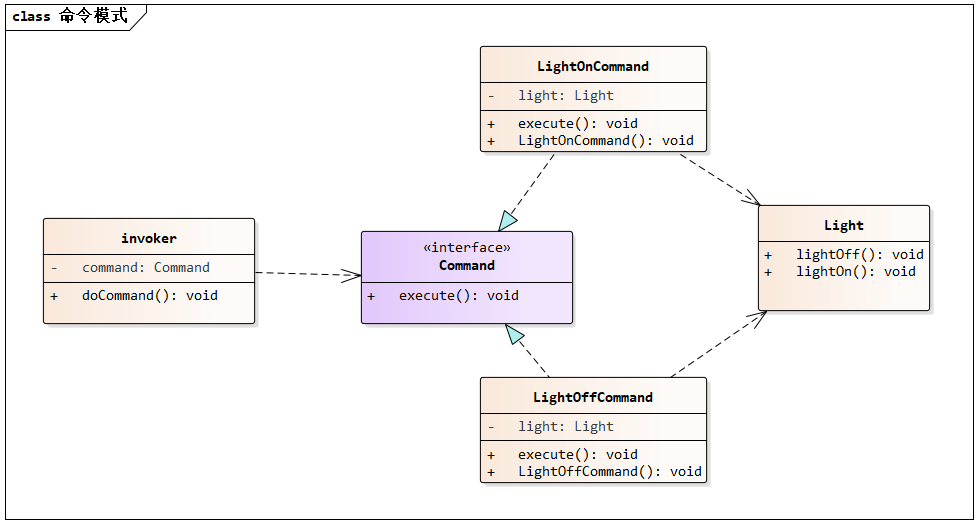 class 命令模式
LightOnCommand
- light: Light
+ execute(): void
+ LightOnCommand(): void
invoker
- command: Command
+ doCommand(): void
«interface»
Command
+ execute(): void
Light
+ lightOff(): void
+ lightOn(): void
LightOffCommand
- light: Light
+ execute(): void
+ LightOffCommand(): void